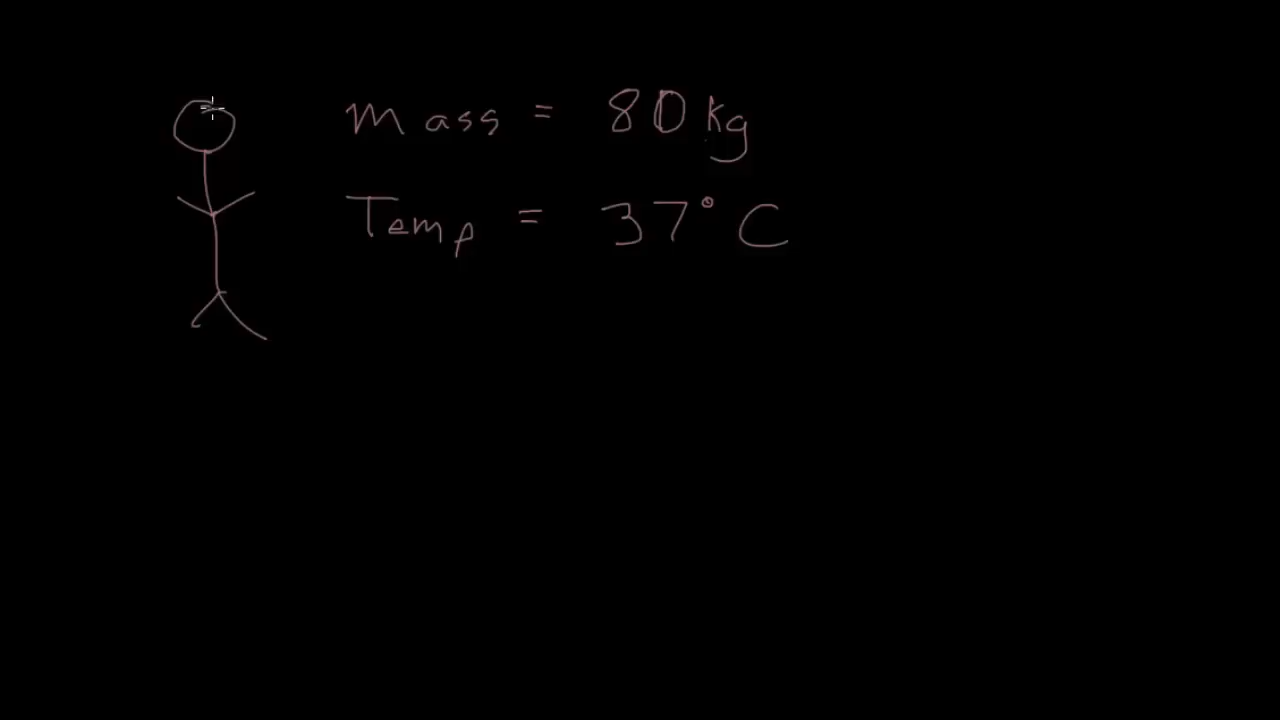 Mass = 80 kg
Temp = 37° C